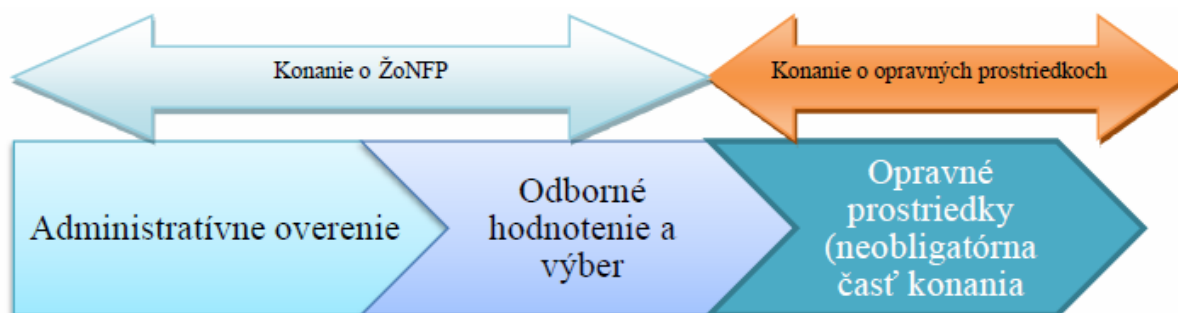 Konanie o ŽoNFP
Konanie o opravných prostriedkoch
Administratívne overenie
Odborné
hodnotenie a
výber
Opravné
prostriedky
(neobligatórna
časť konania